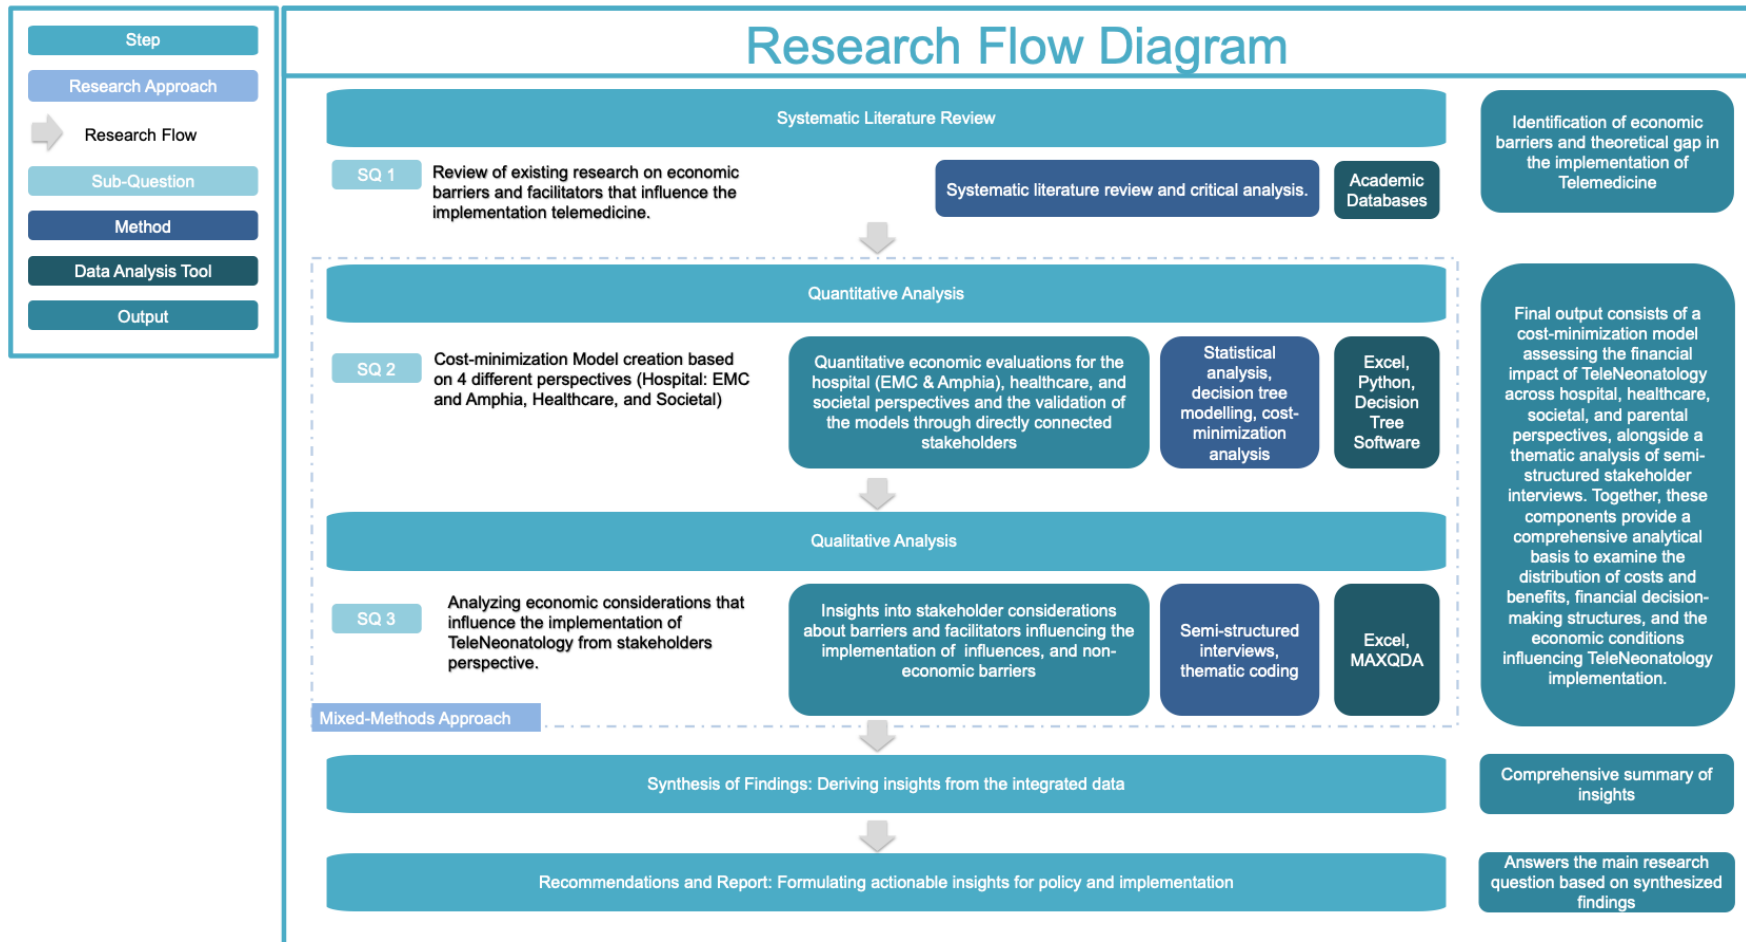 Step
Research Approach
Research Flow
Sub-Question
Method
Data Analysis Tool
Output
Research Flow Diagram
Systematic Literature Review
SQ 1
Review of existing research on economic
barriers and facilitators that influence the
implementation telemedicine.
Systematic literature review and critical analysis.
Academic
Databases
Identification of economic
barriers and theoretical gap in
the implementation of
Telemedicine
Quantitative Analysis
SQ 2
Cost-minimization Model creation based
on 4 different perspectives (Hospital: EMC
and Amphia, Healthcare, and Societal)
Quantitative economic evaluations for the
hospital (EMC & Amphia), healthcare, and
societal perspectives and the validation of
the models through directly connected
stakeholders
Statistical
analysis,
decision tree
modelling, cost-
minimization
analysis
Excel,
Python,
Decision
Tree
Software
Qualitative Analysis
SQ 3
Analyzing economic considerations that
influence the implementation of
TeleNeonatology from stakeholders
perspective.
Insights into stakeholder considerations
about barriers and facilitators influencing the
implementation of  influences, and non-
economic barriers
Semi-structured
interviews,
thematic coding
Excel,
MAXQDA
Mixed-Methods Approach
Final output consists of a
cost-minimization model
assessing the financial
impact of TeleNeonatology
across hospital, healthcare,
societal, and parental
perspectives, alongside a
thematic analysis of semi-
structured stakeholder
interviews. Together, these
components provide a
comprehensive analytical
basis to examine the
distribution of costs and
benefits, financial decision-
making structures, and the
economic conditions
influencing TeleNeonatology
implementation.
Synthesis of Findings: Deriving insights from the integrated data
Comprehensive summary of
insights
Recommendations and Report: Formulating actionable insights for policy and implementation
Answers the main research
question based on synthesized
findings